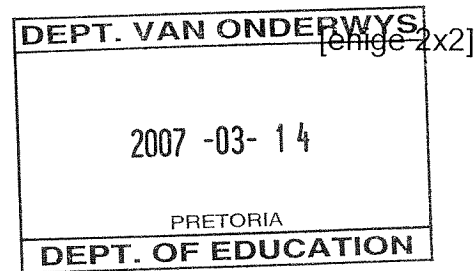 DEPT. VAN ONDERWYS
[enige 2x2]
2007 -03- 14
PRETORIA
DEPT. OF EDUCATION